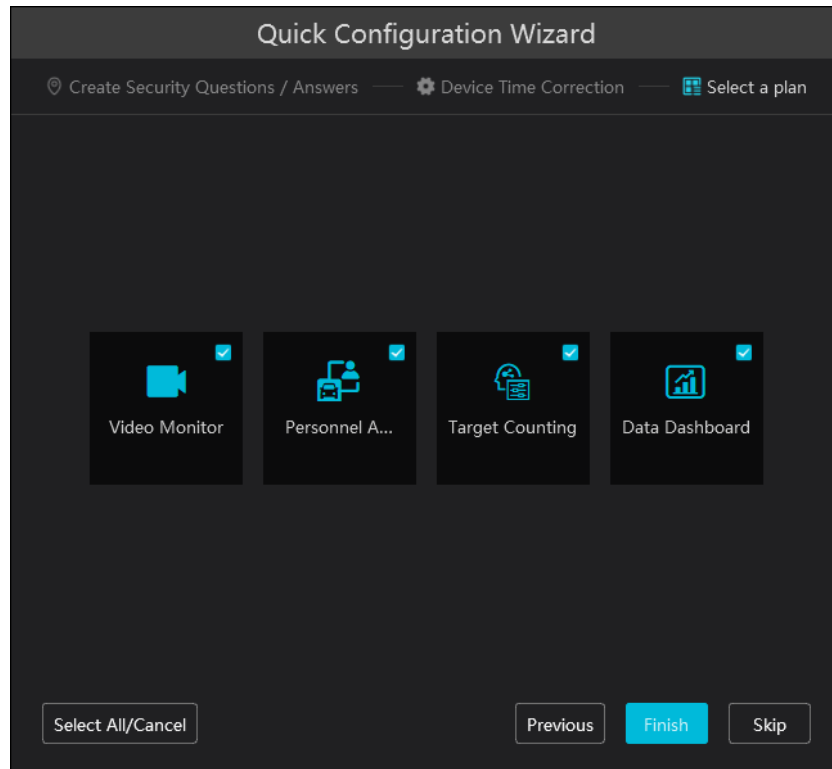 Quick Configuration Wizard
Create Security Questions / Answers
Device Time Correction
Select a plan
Video Monitor
Personnel A...
Target Counting
Data Dashboard
Select All/Cancel
Previous
Finish
Skip